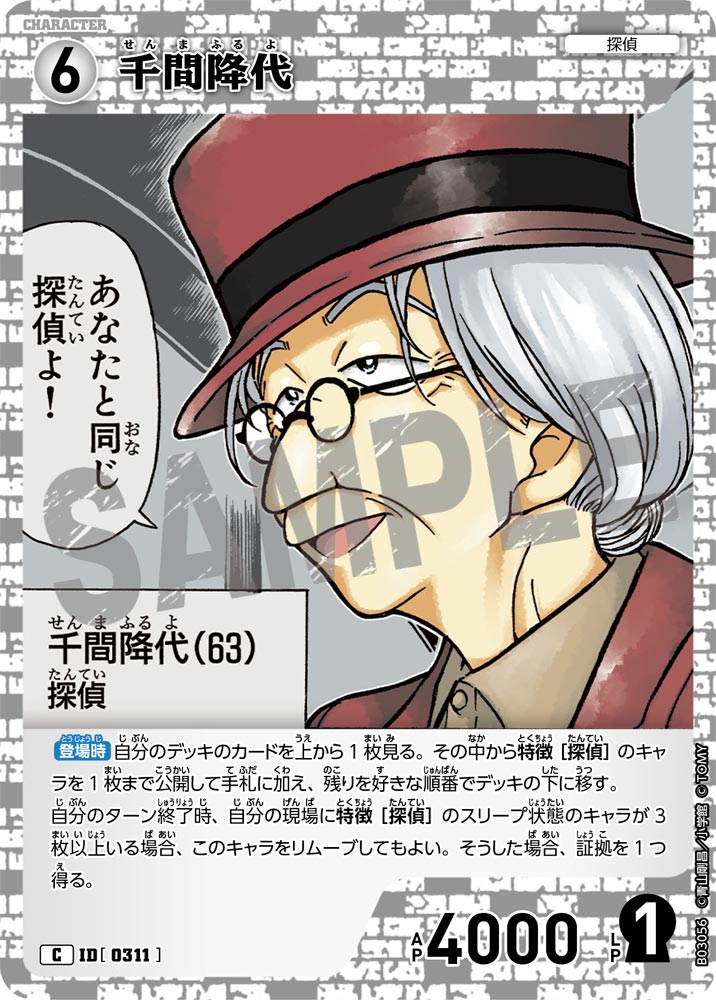 CHARACTER
6
せんまふるよ
千間降代
探偵
あなたと同じ
おな
探偵よ！
たんてい
SAMPLE
せんまふるよ
千間降代(63)
たんてい
探偵
登場時 自分のデッキのカードを上から1枚見る。その中から特徴［探偵］のキャ
ラを1枚まで公開して手札に加え、残りを好きな順番でデッキの下に移す。
自分のターン終了時、自分の現場に特徴［探偵］のスリープ状態のキャラが3
枚以上いる場合、このキャラをリムーブしてもよい。そうした場合、証拠を1つ
得る。
C ID[ 0311 ]
AP 4000 LP 1
B03056 ©青山剛昌／小学館 ©TOMY